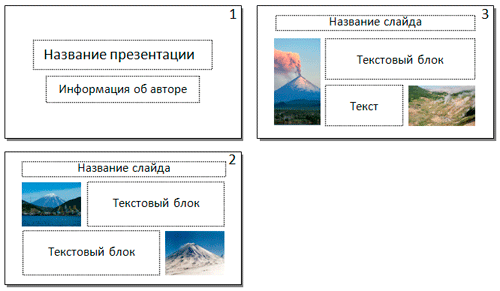 1
Название презентации
Информация об авторе
2
Название слайда
Текстовый блок
Текстовый блок
3
Название слайда
Текстовый блок
Текст